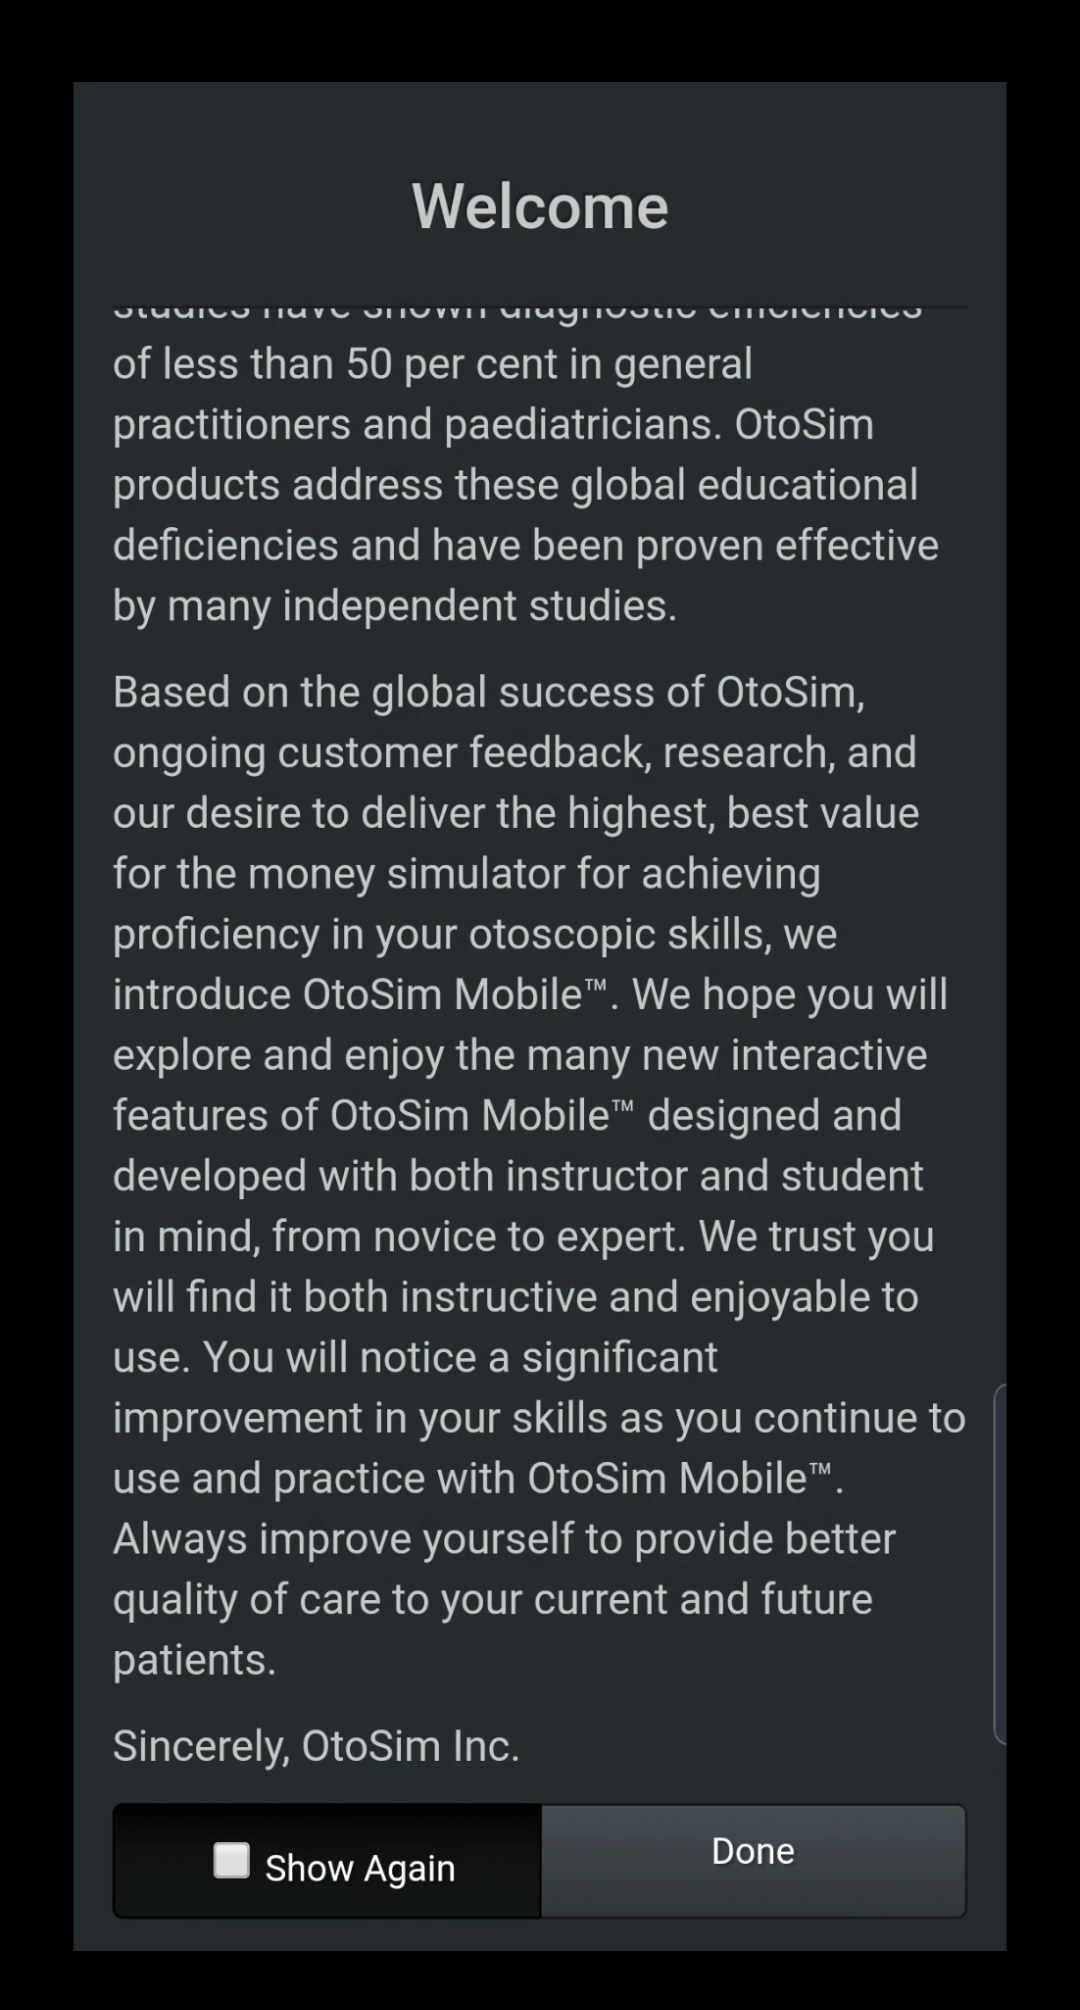 Welcome
studies have shown diagnostic efficiencies
of less than 50 per cent in general
practitioners and paediatricians. OtoSim
products address these global educational
deficiencies and have been proven effective
by many independent studies.
Based on the global success of OtoSim,
ongoing customer feedback, research, and
our desire to deliver the highest, best value
for the money simulator for achieving
proficiency in your otoscopic skills, we
introduce OtoSim Mobile™. We hope you will
explore and enjoy the many new interactive
features of OtoSim Mobile™ designed and
developed with both instructor and student
in mind, from novice to expert. We trust you
will find it both instructive and enjoyable to
use. You will notice a significant
improvement in your skills as you continue to
use and practice with OtoSim Mobile™.
Always improve yourself to provide better
quality of care to your current and future
patients.
Sincerely, OtoSim Inc.
Show Again
Done